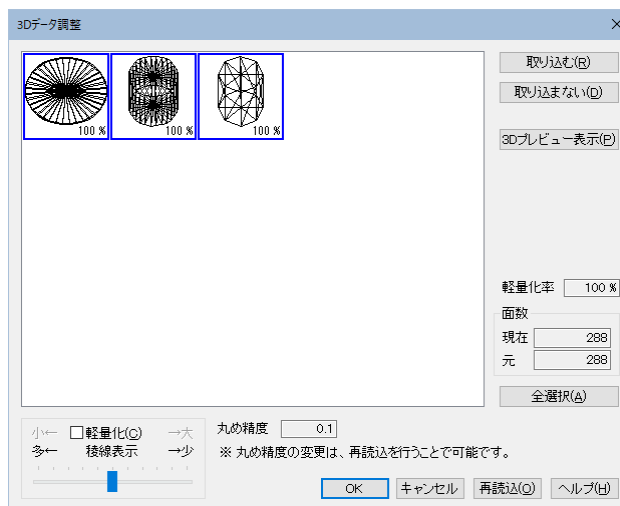 3Dデータ調整
100 %
100 %
100 %
取り込む(R)
取り込まない(D)
3Dプレビュー表示(P)
軽量化率 100 %
面数
現在 288
元 288
全選択(A)
小← 軽量化(C) →大
多← 稜線表示 →少
丸め精度 0.1
※ 丸め精度の変更は、再読込を行うことで可能です。
OK キャンセル 再読込(O) ヘルプ(H)